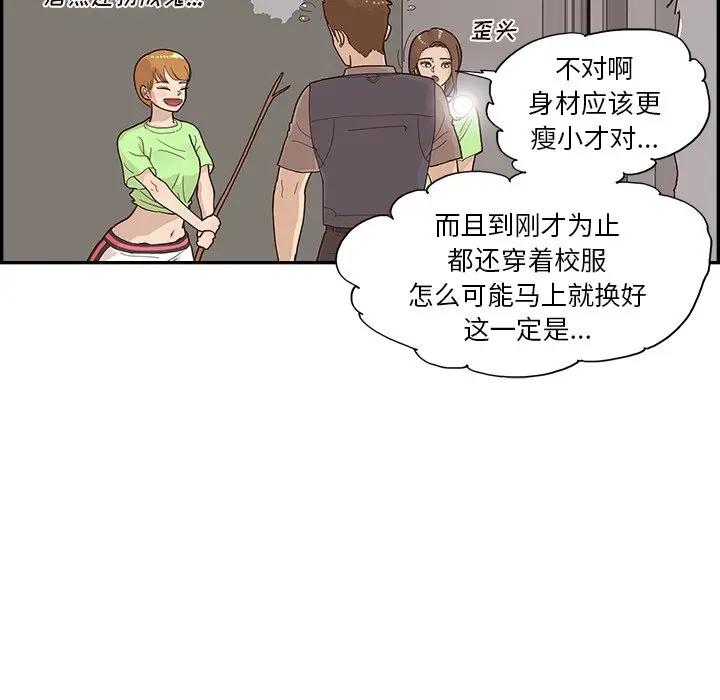 歪头
不对啊
身材应该更
瘦小才对...
而且到刚才为止
都还穿着校服
怎么可能马上就换好
这一定是...